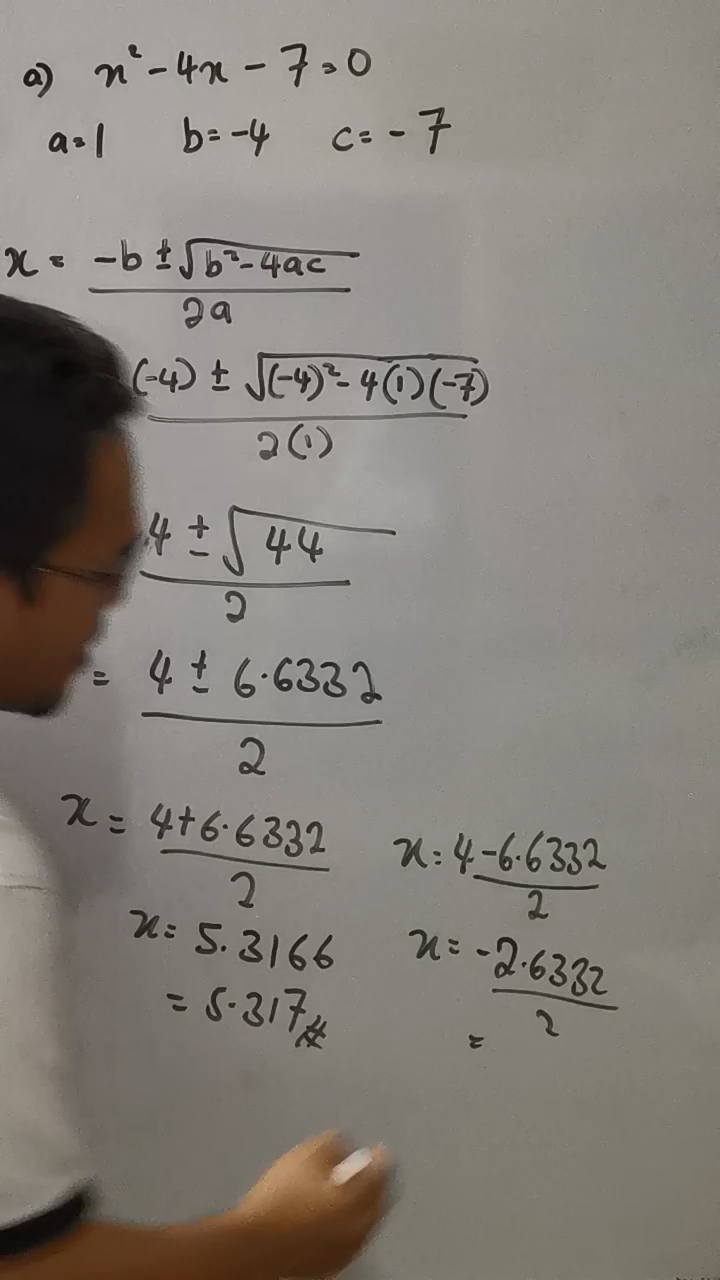 a) x² - 4x - 7 = 0
a = 1 b = -4 c = -7
x = -b ± √b² - 4ac
2a
(-4) ± √(-4)² - 4(1)(-7)
2(1)
4 ± √44
2
= 4 ± 6.6332
2
x = 4 + 6.6332
2
x = 5.3166
= 5.317 //
x = 4 - 6.6332
2
x = -2.6332
2
=